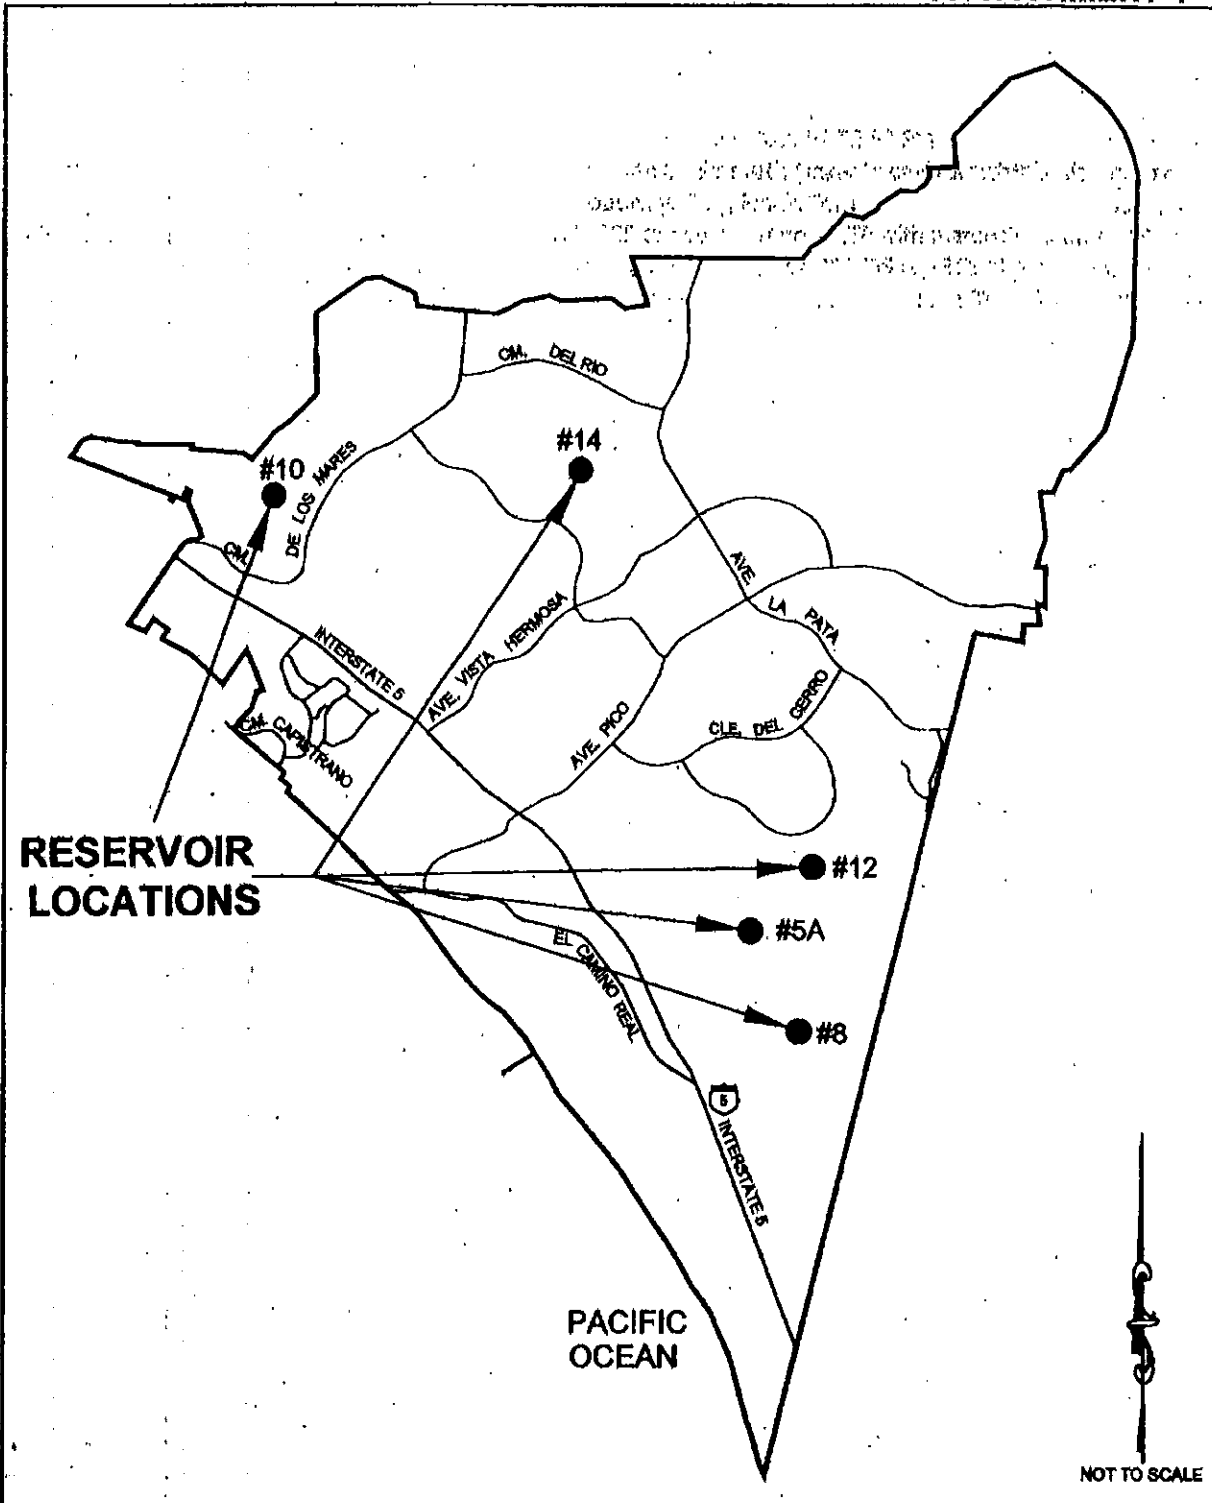 CM. DEL RIO
#14
#10
DE LOS MARES
CM.
AVE.
LA PATA
INTERSTATE 5
AVE. VISTA HERMOSA
CLE. DEL CERRO
AVE. PICO
CM. CAPISTRANO
RESERVOIR
LOCATIONS
#12
#5A
EL CAMINO REAL
#8
5
INTERSTATE 5
PACIFIC
OCEAN
NOT TO SCALE